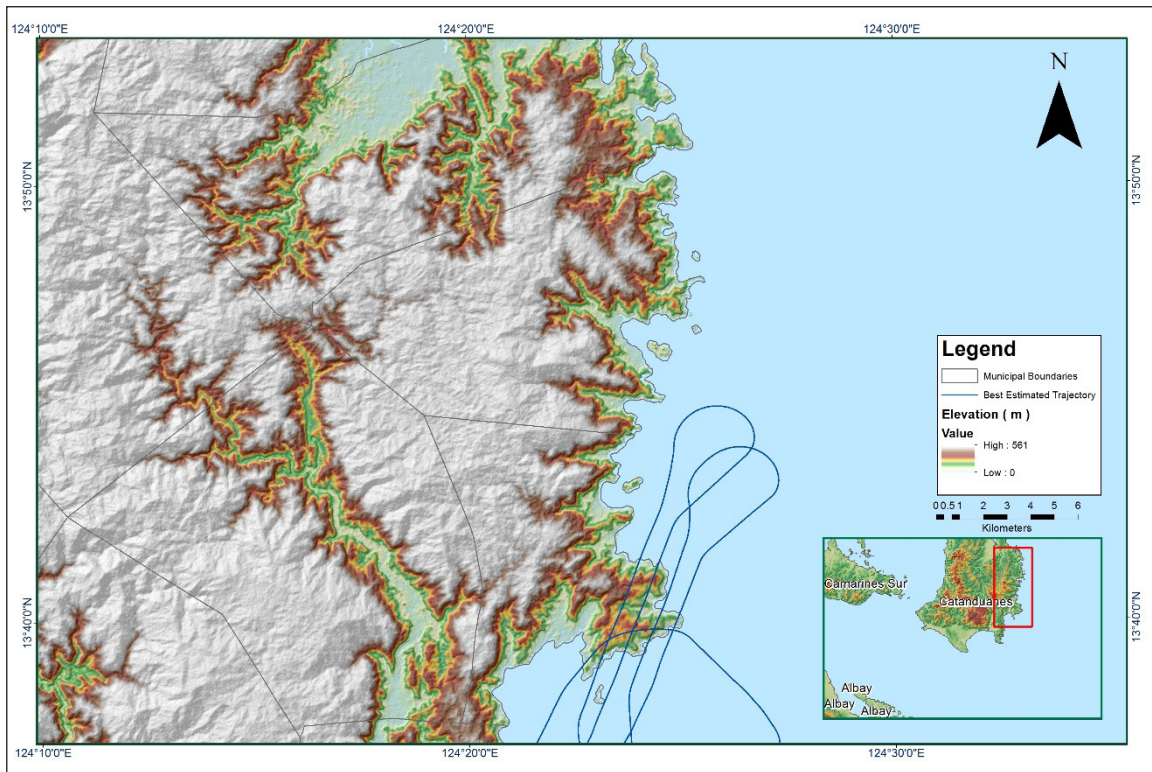 124°10'0"E 124°20'0"E 124°30'0"E
N
13°50'0"N 13°50'0"N
Legend
Municipal Boundaries
Best Estimated Trajectory
Elevation ( m )
Value
High : 561
Low : 0
0 0.5 1 2 3 4 5 6
Kilometers
Camarines Sur
Catanduanes
Albay
Albay
Albay
13°40'0"N 13°40'0"N
124°10'0"E 124°20'0"E 124°30'0"E